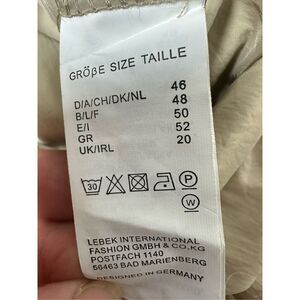 GRÖßE SIZE TAILLE
46
D/A/CH/DK/NL 48
B/L/F 50
E/I 52
GR 20
UK/IRL
30
P
W
LEBEK INTERNATIONAL
FASHION GMBH & CO.KG
POSTFACH 1140
56463 BAD MARIENBERG
DESIGNED IN GERMANY